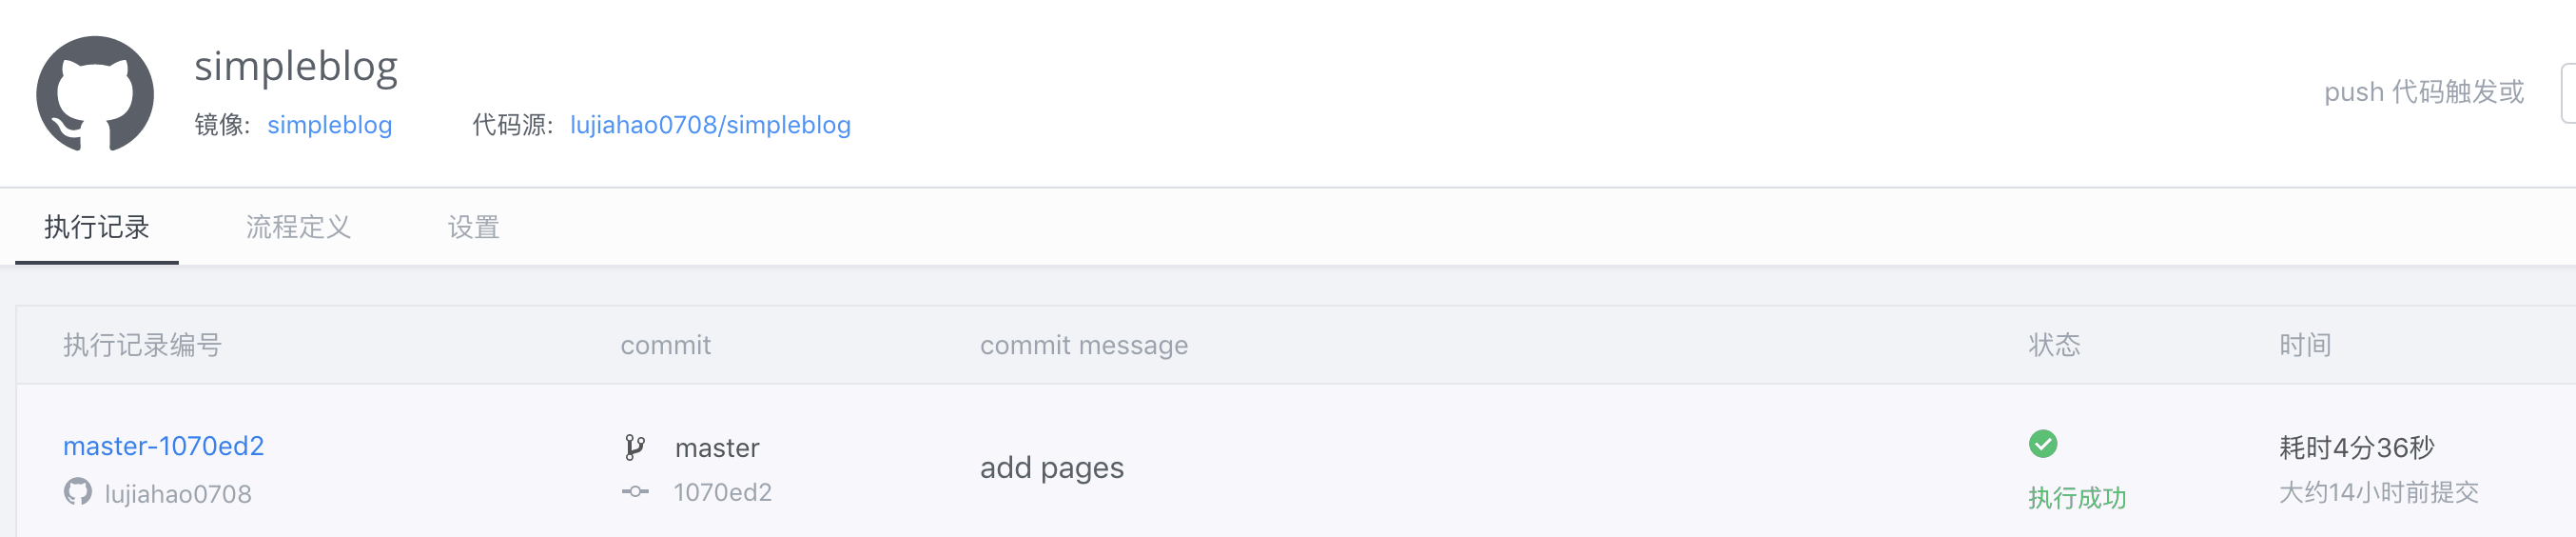 simpleblog
镜像: simpleblog 代码源: lujiahao0708/simpleblog
push 代码触发或
执行记录 流程定义 设置
执行记录编号 commit commit message 状态 时间
master-1070ed2 master add pages 耗时4分36秒
lujiahao0708 1070ed2 执行成功 大约14小时前提交